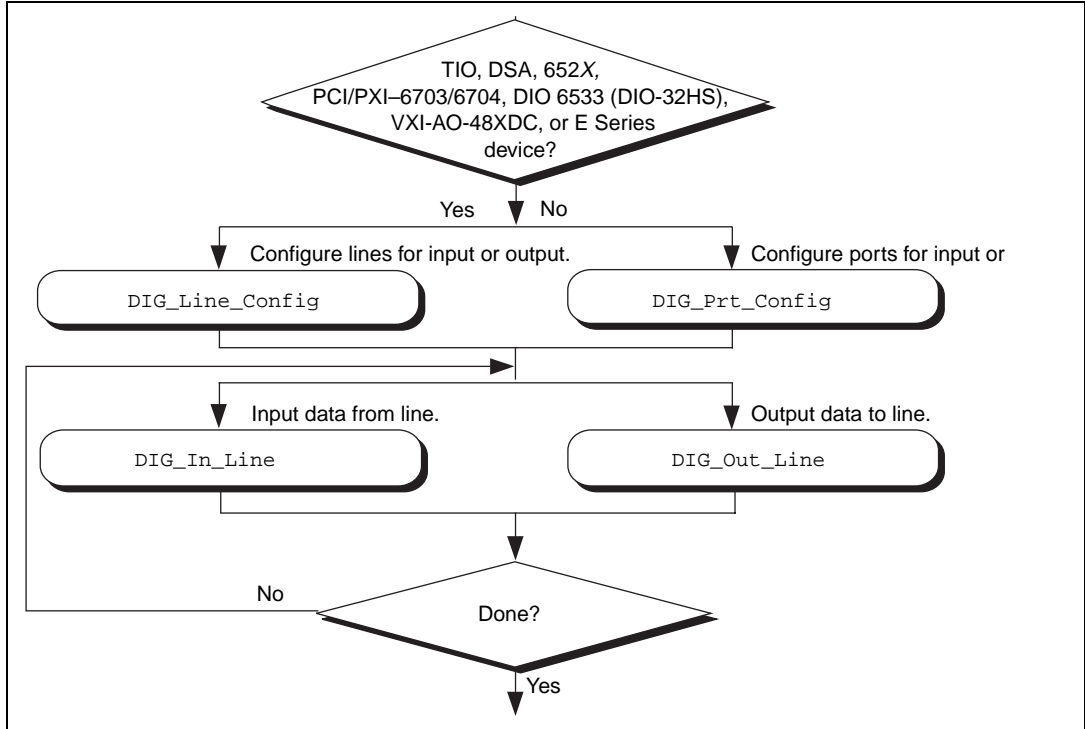 TIO, DSA, 652X,
PCI/PXI–6703/6704, DIO 6533 (DIO-32HS),
VXI-AO-48XDC, or E Series
device?
Yes No
Configure lines for input or output. Configure ports for input or
DIG_Line_Config DIG_Prt_Config
Input data from line. Output data to line.
DIG_In_Line DIG_Out_Line
No
Done?
Yes